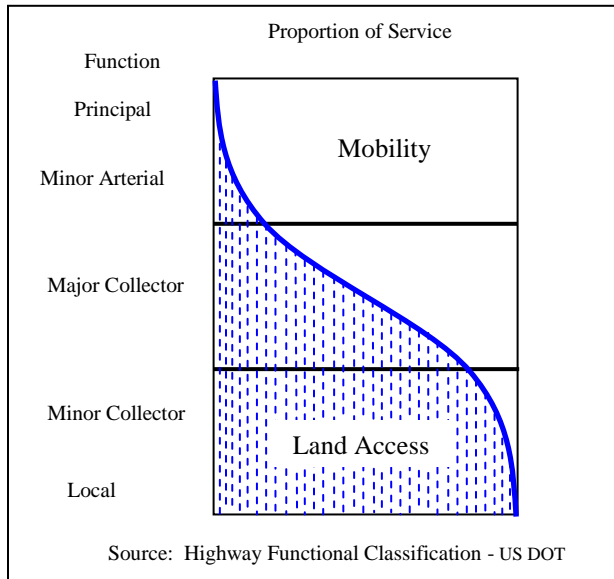 Proportion of Service
Function
Principal
Mobility
Minor Arterial
Major Collector
Minor Collector
Land Access
Local
Source: Highway Functional Classification - US DOT